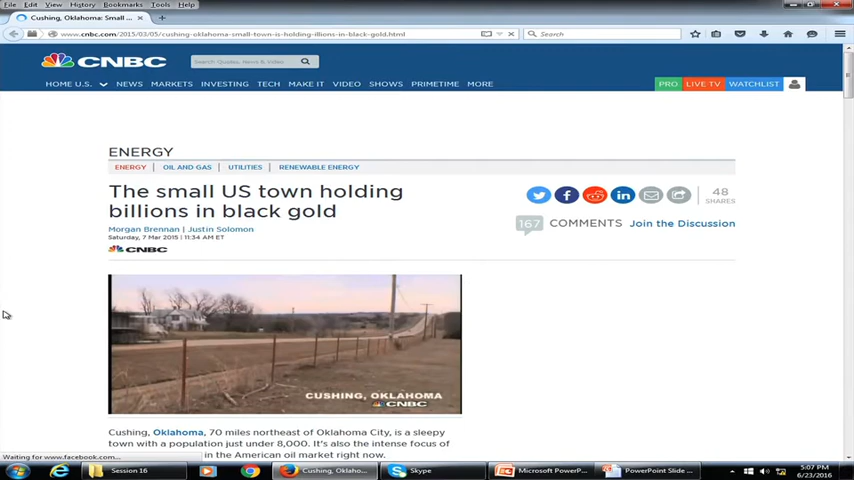 File Edit View History Bookmarks Tools Help
Cushing, Oklahoma: Small ...
www.cnbc.com/2015/03/05/cushing-oklahoma-small-town-is-holding-illions-in-black-gold.html
Search
CNBC
Search Quotes, News & Video
HOME U.S. NEWS MARKETS INVESTING TECH MAKE IT VIDEO SHOWS PRIMETIME MORE
PRO LIVE TV WATCHLIST
ENERGY
ENERGY OIL AND GAS UTILITIES RENEWABLE ENERGY
The small US town holding
billions in black gold
48
SHARES
167 COMMENTS Join the Discussion
Morgan Brennan | Justin Solomon
Saturday, 7 Mar 2015 | 11:34 AM ET
CNBC
CUSHING, OKLAHOMA
CNBC
Cushing, Oklahoma, 70 miles northeast of Oklahoma City, is a sleepy
town with a population just under 8,000. It's also the intense focus of
in the American oil market right now.
Waiting for www.facebook.com...
Session 16
Cushing, Oklaho...
Skype
Microsoft PowerP...
PowerPoint Slide ...
5:07 PM
6/23/2016